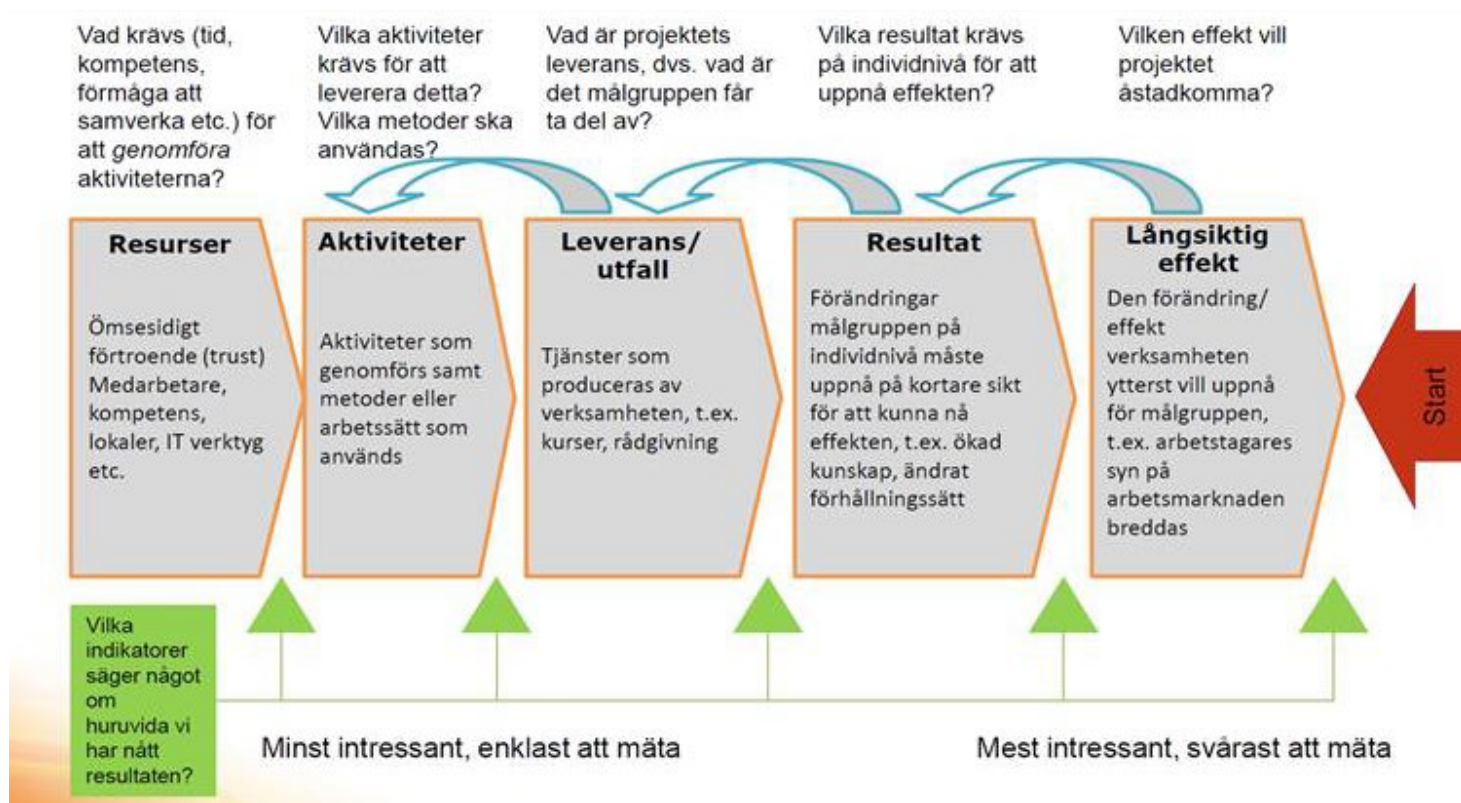 Vad krävs (tid,
kompetens,
förmåga att
samverka etc.) för
att genomföra
aktiviteterna?
Vilka aktiviteter
krävs för att
leverera detta?
Vilka metoder ska
användas?
Vad är projektets
leverans, dvs. vad är
det målgruppen får
ta del av?
Vilka resultat krävs
på individnivå för att
uppnå effekten?
Vilken effekt vill
projektet
åstadkomma?
Resurser
Ömsesidigt
förtroende (trust)
Medarbetare,
kompetens,
lokaler, IT verktyg
etc.
Aktiviteter
Aktiviteter som
genomförs samt
metoder eller
arbetssätt som
används
Leverans/
utfall
Tjänster som
produceras av
verksamheten, t.ex.
kurser, rådgivning
Resultat
Förändringar
målgruppen på
individnivå måste
uppnå på kortare sikt
för att kunna nå
effekten, t.ex. ökad
kunskap, ändrat
förhållningssätt
Långsiktig
effekt
Den förändring/
effekt
verksamheten
ytterst vill uppnå
för målgruppen,
t.ex. arbetstagares
syn på
arbetsmarknaden
breddas
Start
Vilka
indikatorer
säger något
om
huruvida vi
har nått
resultaten?
Minst intressant, enklast att mäta
Mest intressant, svårast att mäta